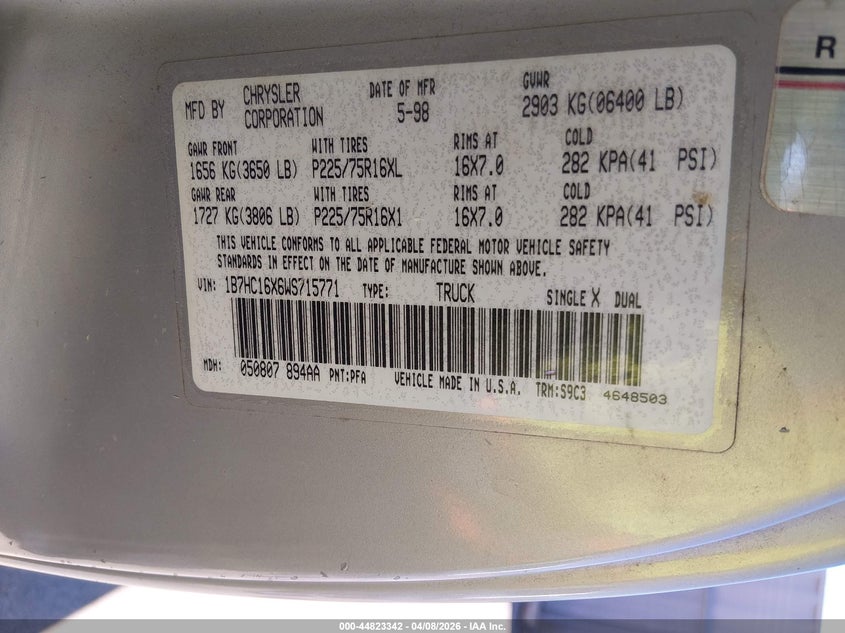 MFD BY CHRYSLER CORPORATION DATE OF MFR 5-98 GVWR 2903 KG(06400 LB)
GAWR FRONT WITH TIRES RIMS AT COLD
1656 KG(3650 LB) P225/75R16XL 16X7.0 282 KPA(41 PSI)
GAWR REAR WITH TIRES RIMS AT COLD
1727 KG(3806 LB) P225/75R16X1 16X7.0 282 KPA(41 PSI)
THIS VEHICLE CONFORMS TO ALL APPLICABLE FEDERAL MOTOR VEHICLE SAFETY
STANDARDS IN EFFECT ON THE DATE OF MANUFACTURE SHOWN ABOVE.
VIN: 1B7HC16X6WS715771 TYPE: TRUCK SINGLE X DUAL
MDH: 050807 894AA PNT:PFA VEHICLE MADE IN U.S.A. TRM:S9C3 4648503
R
000-44823342 | 04/08/2026 | IAA Inc.